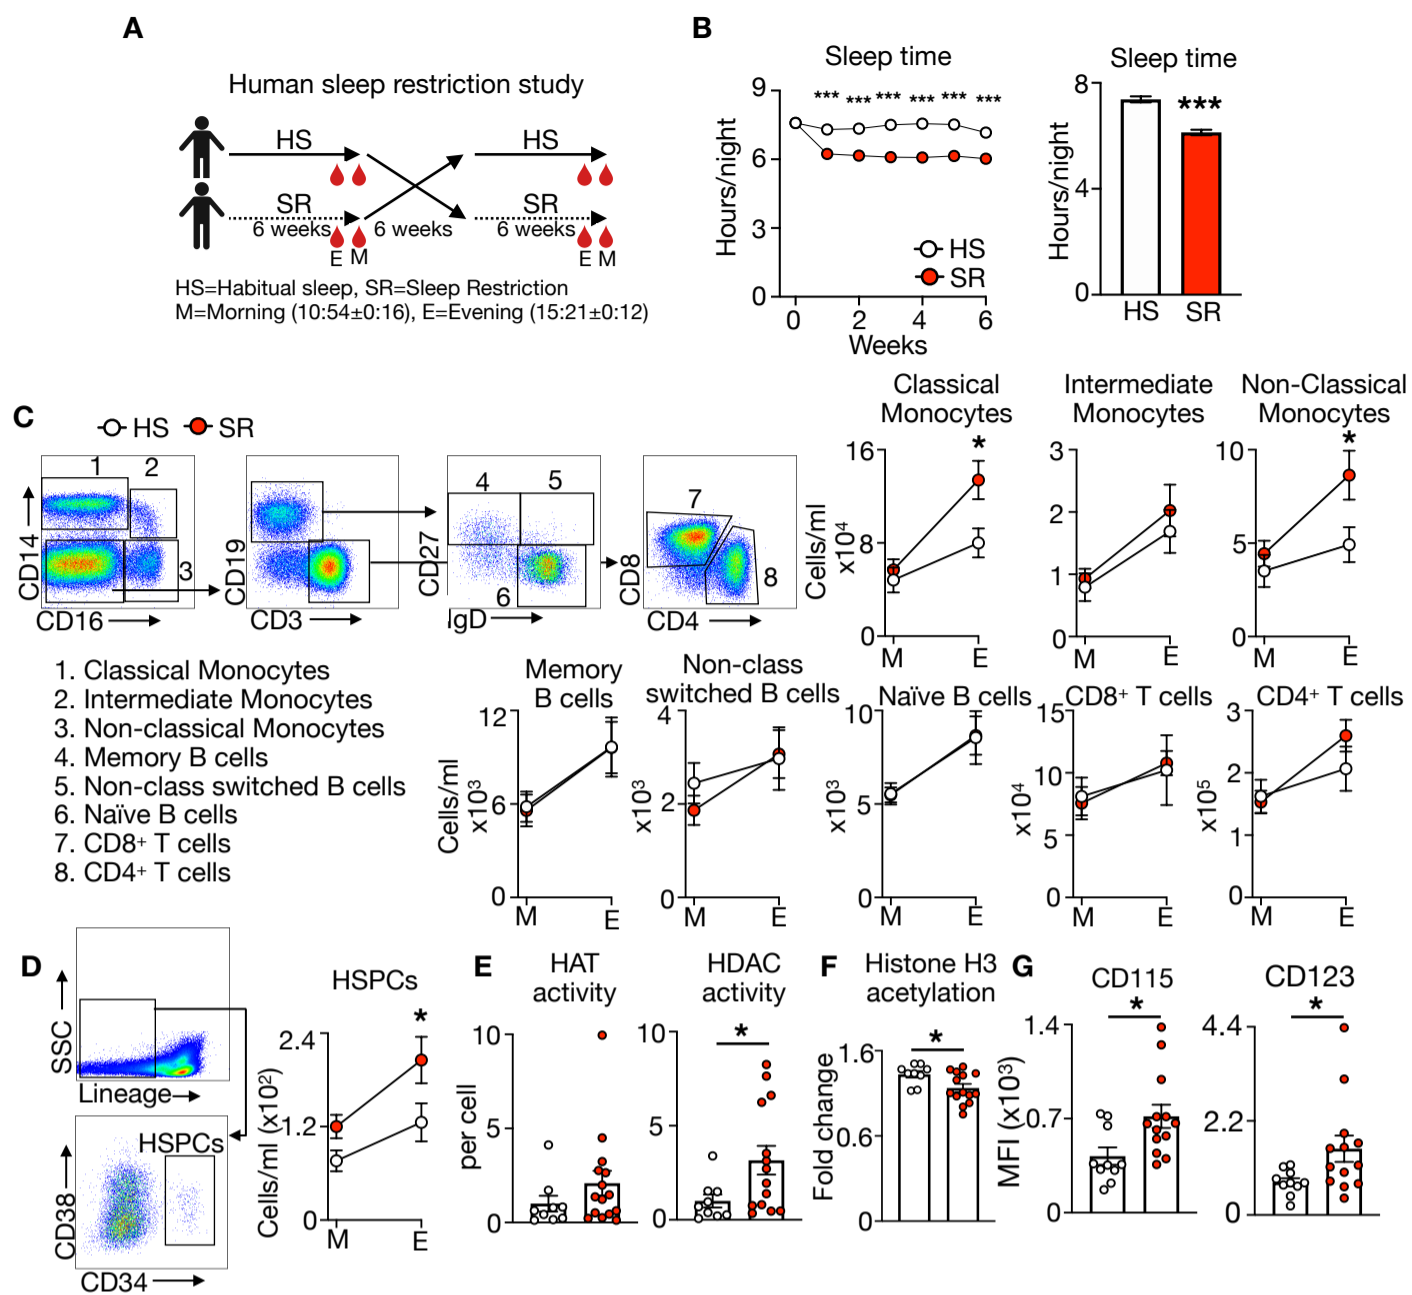 A
Human sleep restriction study
HS
HS
SR
SR
6 weeks
6 weeks
6 weeks
E M
E M
HS=Habitual sleep, SR=Sleep Restriction
M=Morning (10:54±0:16), E=Evening (15:21±0:12)
B
Sleep time
9
6
3
0
Hours/night
*** *** *** *** *** ***
HS
SR
0 2 4 6
Weeks
Sleep time
8
4
0
Hours/night
***
HS SR
C
HS SR
1
2
3
CD14
CD16
CD19
CD3
4
5
6
CD27
IgD
7
8
CD8
CD4
Classical
Monocytes
16
8
0
Cells/ml
x10⁴
*
M E
Intermediate
Monocytes
3
2
1
0
M E
Non-Classical
Monocytes
10
5
0
*
M E
1. Classical Monocytes
2. Intermediate Monocytes
3. Non-classical Monocytes
4. Memory B cells
5. Non-class switched B cells
6. Naïve B cells
7. CD8⁺ T cells
8. CD4⁺ T cells
Memory
B cells
12
6
0
Cells/ml
x10³
M E
Non-class
switched B cells
4
2
0
x10³
M E
Naïve B cells
10
5
0
x10³
M E
CD8⁺ T cells
15
10
5
0
x10⁴
M E
CD4⁺ T cells
3
2
1
0
x10⁵
M E
D
SSC
Lineage
HSPCs
CD38
CD34
HSPCs
2.4
1.2
0
Cells/ml (x10²)
*
M E
E
HAT
activity
10
5
0
per cell
HDAC
activity
10
5
0
*
F
Histone H3
acetylation
1.6
0.6
0
Fold change
*
G
CD115
1.4
0.7
0
MFI (x10³)
*
CD123
4.4
2.2
0
*